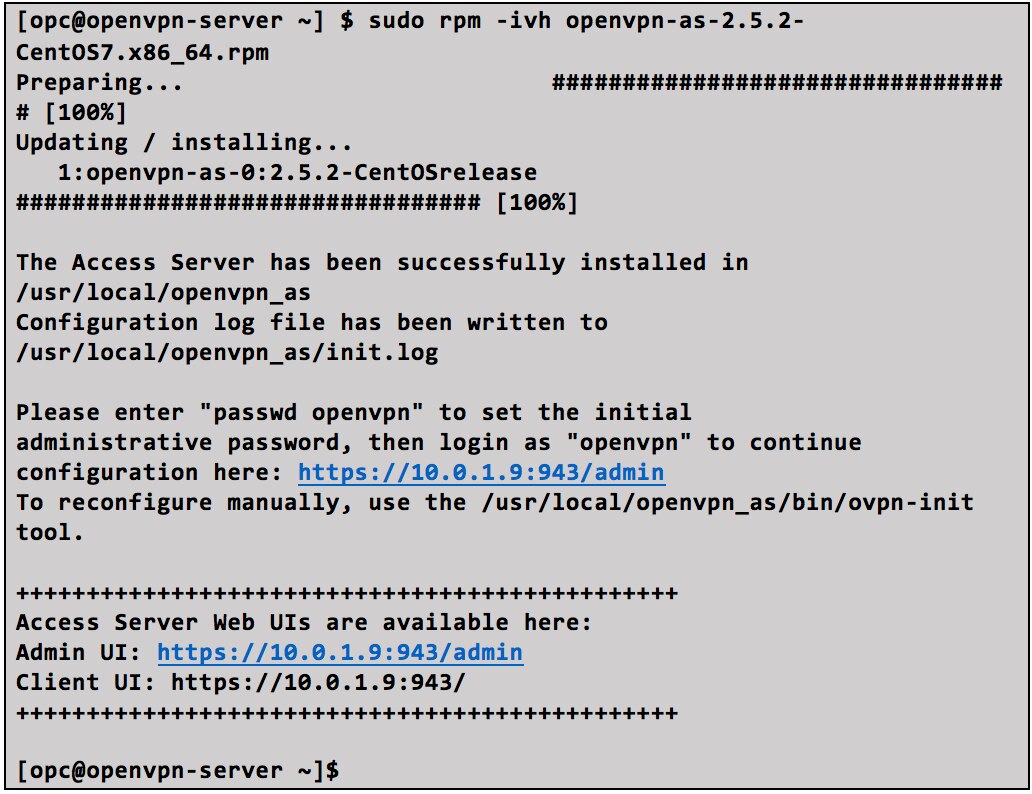 [opc@openvpn-server ~] $ sudo rpm -ivh openvpn-as-2.5.2-
CentOS7.x86_64.rpm
Preparing... ################################
# [100%]
Updating / installing...
1:openvpn-as-0:2.5.2-CentOSrelease
################################# [100%]
The Access Server has been successfully installed in
/usr/local/openvpn_as
Configuration log file has been written to
/usr/local/openvpn_as/init.log
Please enter "passwd openvpn" to set the initial
administrative password, then login as "openvpn" to continue
configuration here: https://10.0.1.9:943/admin
To reconfigure manually, use the /usr/local/openvpn_as/bin/ovpn-init
tool.
+++++++++++++++++++++++++++++++++++++++++++++++
Access Server Web UIs are available here:
Admin UI: https://10.0.1.9:943/admin
Client UI: https://10.0.1.9:943/
+++++++++++++++++++++++++++++++++++++++++++++++
[opc@openvpn-server ~]$